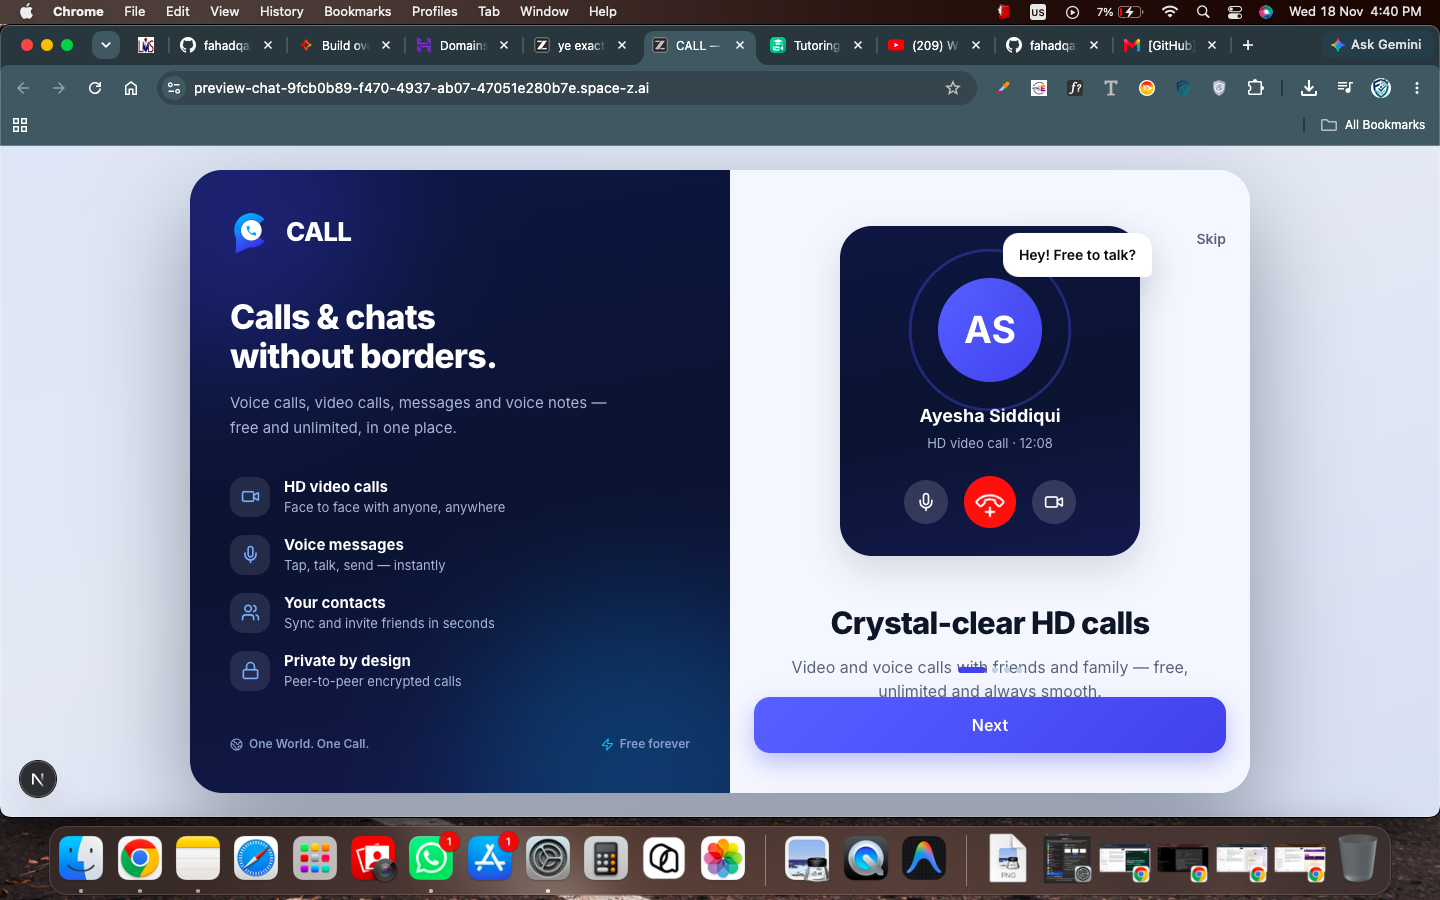 Chrome File Edit View History Bookmarks Profiles Tab Window Help
US
7%
Wed 18 Nov 4:40 PM
fahadqa
Build ov
Domains
ye exact
CALL —
Tutoring
(209) W
fahadqa
[GitHub]
Ask Gemini
preview-chat-9fcb0b89-f470-4937-ab07-47051e280b7e.space-z.ai
All Bookmarks
CALL
Calls & chats
without borders.
Voice calls, video calls, messages and voice notes —
free and unlimited, in one place.
HD video calls
Face to face with anyone, anywhere
Voice messages
Tap, talk, send — instantly
Your contacts
Sync and invite friends in seconds
Private by design
Peer-to-peer encrypted calls
One World. One Call.
Free forever
Skip
Hey! Free to talk?
AS
Ayesha Siddiqui
HD video call · 12:08
Crystal-clear HD calls
Video and voice calls with friends and family — free,
unlimited and always smooth.
Next
N
1
1
PNG